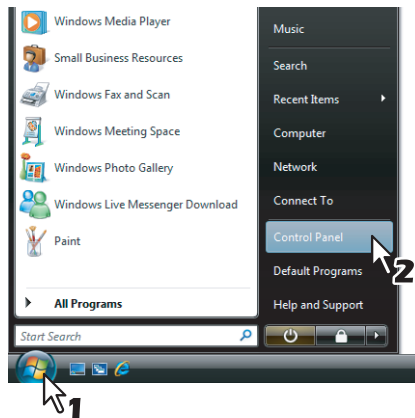 Windows Media Player
Small Business Resources
Windows Fax and Scan
Windows Meeting Space
Windows Photo Gallery
Windows Live Messenger Download
Paint
All Programs
Start Search
Music
Search
Recent Items
Computer
Network
Connect To
Control Panel
2
Default Programs
Help and Support
1